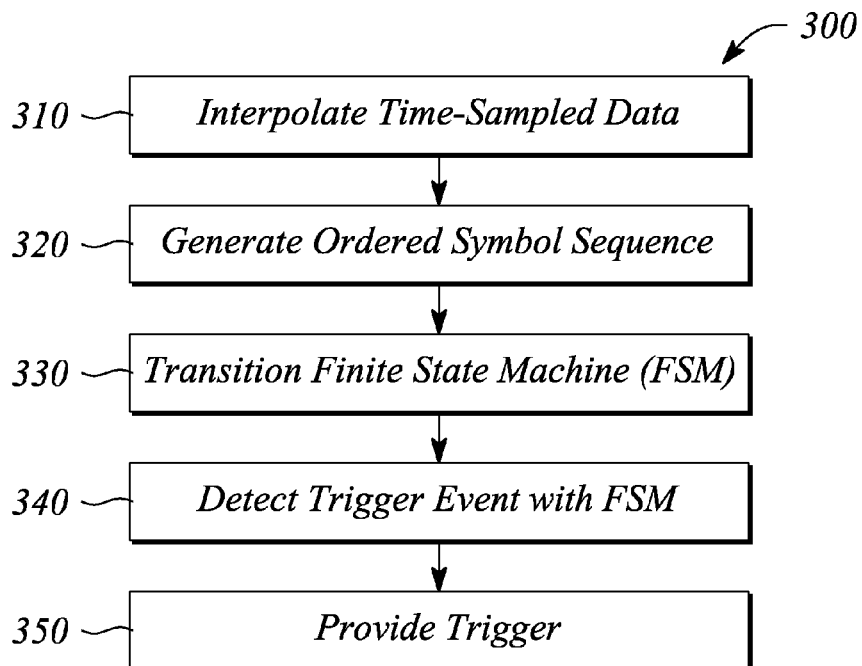 300
310 Interpolate Time-Sampled Data
320 Generate Ordered Symbol Sequence
330 Transition Finite State Machine (FSM)
340 Detect Trigger Event with FSM
350 Provide Trigger